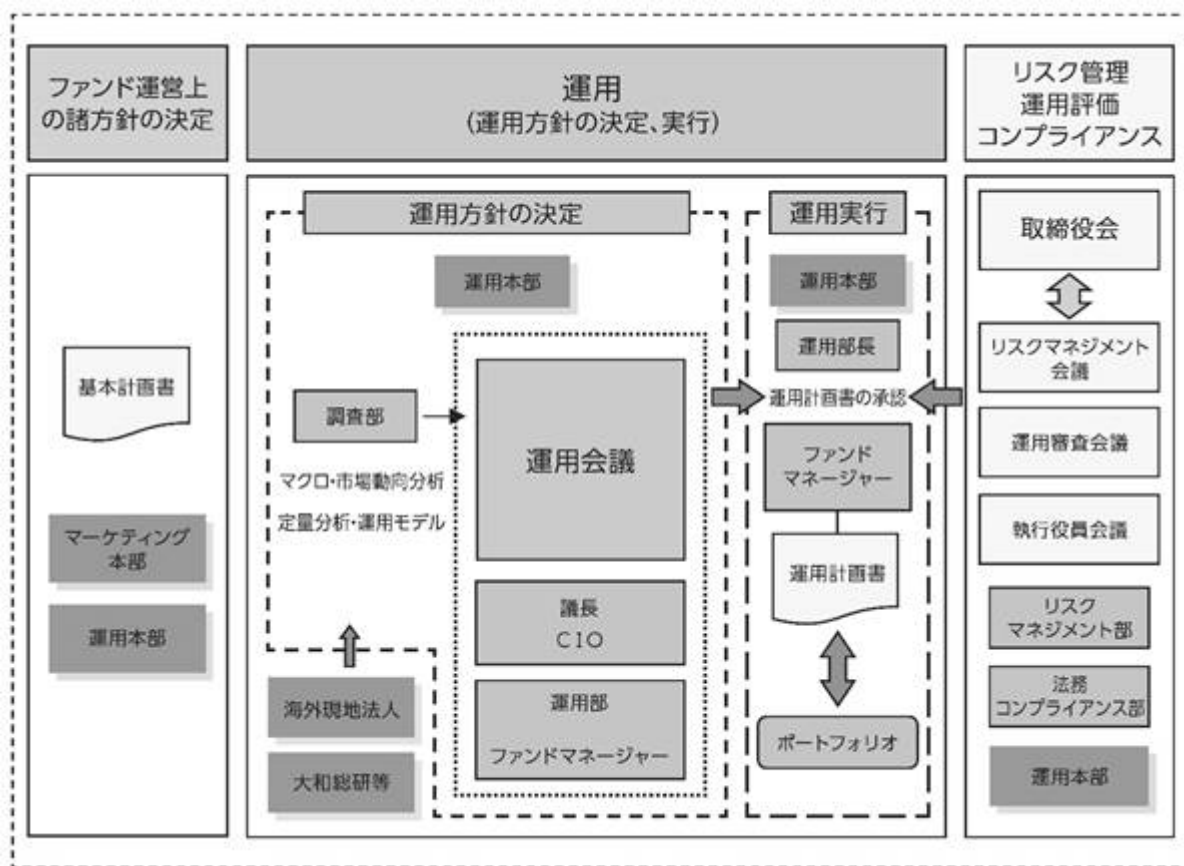 ファンド運営上
の諸方針の決定
運用
(運用方針の決定、実行)
リスク管理
運用評価
コンプライアンス
基本計画書
マーケティング
本部
運用本部
運用方針の決定
運用本部
調査部
マクロ・市場動向分析
定量分析・運用モデル
海外現地法人
大和総研等
運用会議
議長
CIO
運用部
ファンドマネージャー
運用実行
運用本部
運用部長
運用計画書の承認
ファンド
マネージャー
運用計画書
ポートフォリオ
取締役会
リスクマネジメント
会議
運用審査会議
執行役員会議
リスク
マネジメント部
法務
コンプライアンス部
運用本部